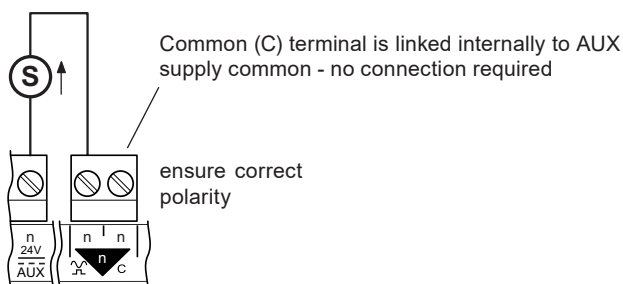 Common (C) terminal is linked internally to AUX
supply common - no connection required
S
ensure correct
polarity
n
24V
AUX
n n
n
C